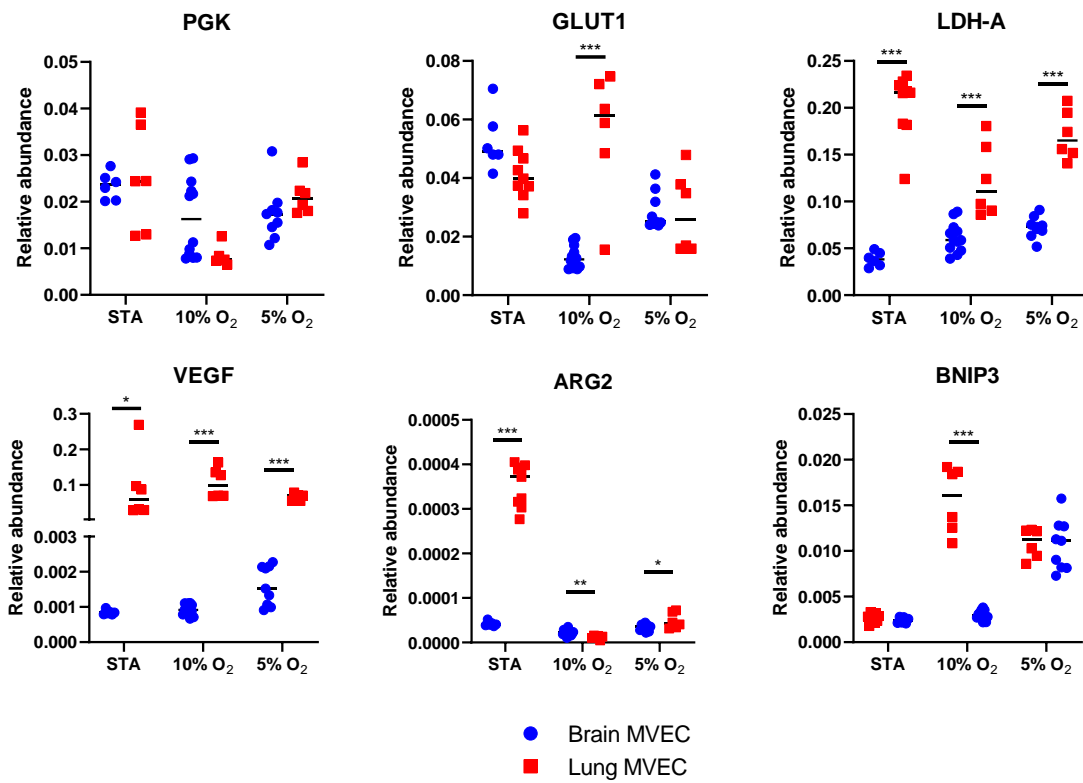 PGK
Relative abundance
0.05
0.04
0.03
0.02
0.01
0.00
STA
10% O₂
5% O₂
GLUT1
Relative abundance
0.08
0.06
0.04
0.02
0.00
***
STA
10% O₂
5% O₂
LDH-A
Relative abundance
0.25
0.20
0.15
0.10
0.05
0.00
***
***
***
STA
10% O₂
5% O₂
VEGF
Relative abundance
0.3
0.2
0.1
0.003
0.002
0.001
0.000
*
***
***
STA
10% O₂
5% O₂
ARG2
Relative abundance
0.0005
0.0004
0.0003
0.0002
0.0001
0.0000
***
**
*
STA
10% O₂
5% O₂
BNIP3
Relative abundance
0.025
0.020
0.015
0.010
0.005
0.000
***
STA
10% O₂
5% O₂
Brain MVEC
Lung MVEC